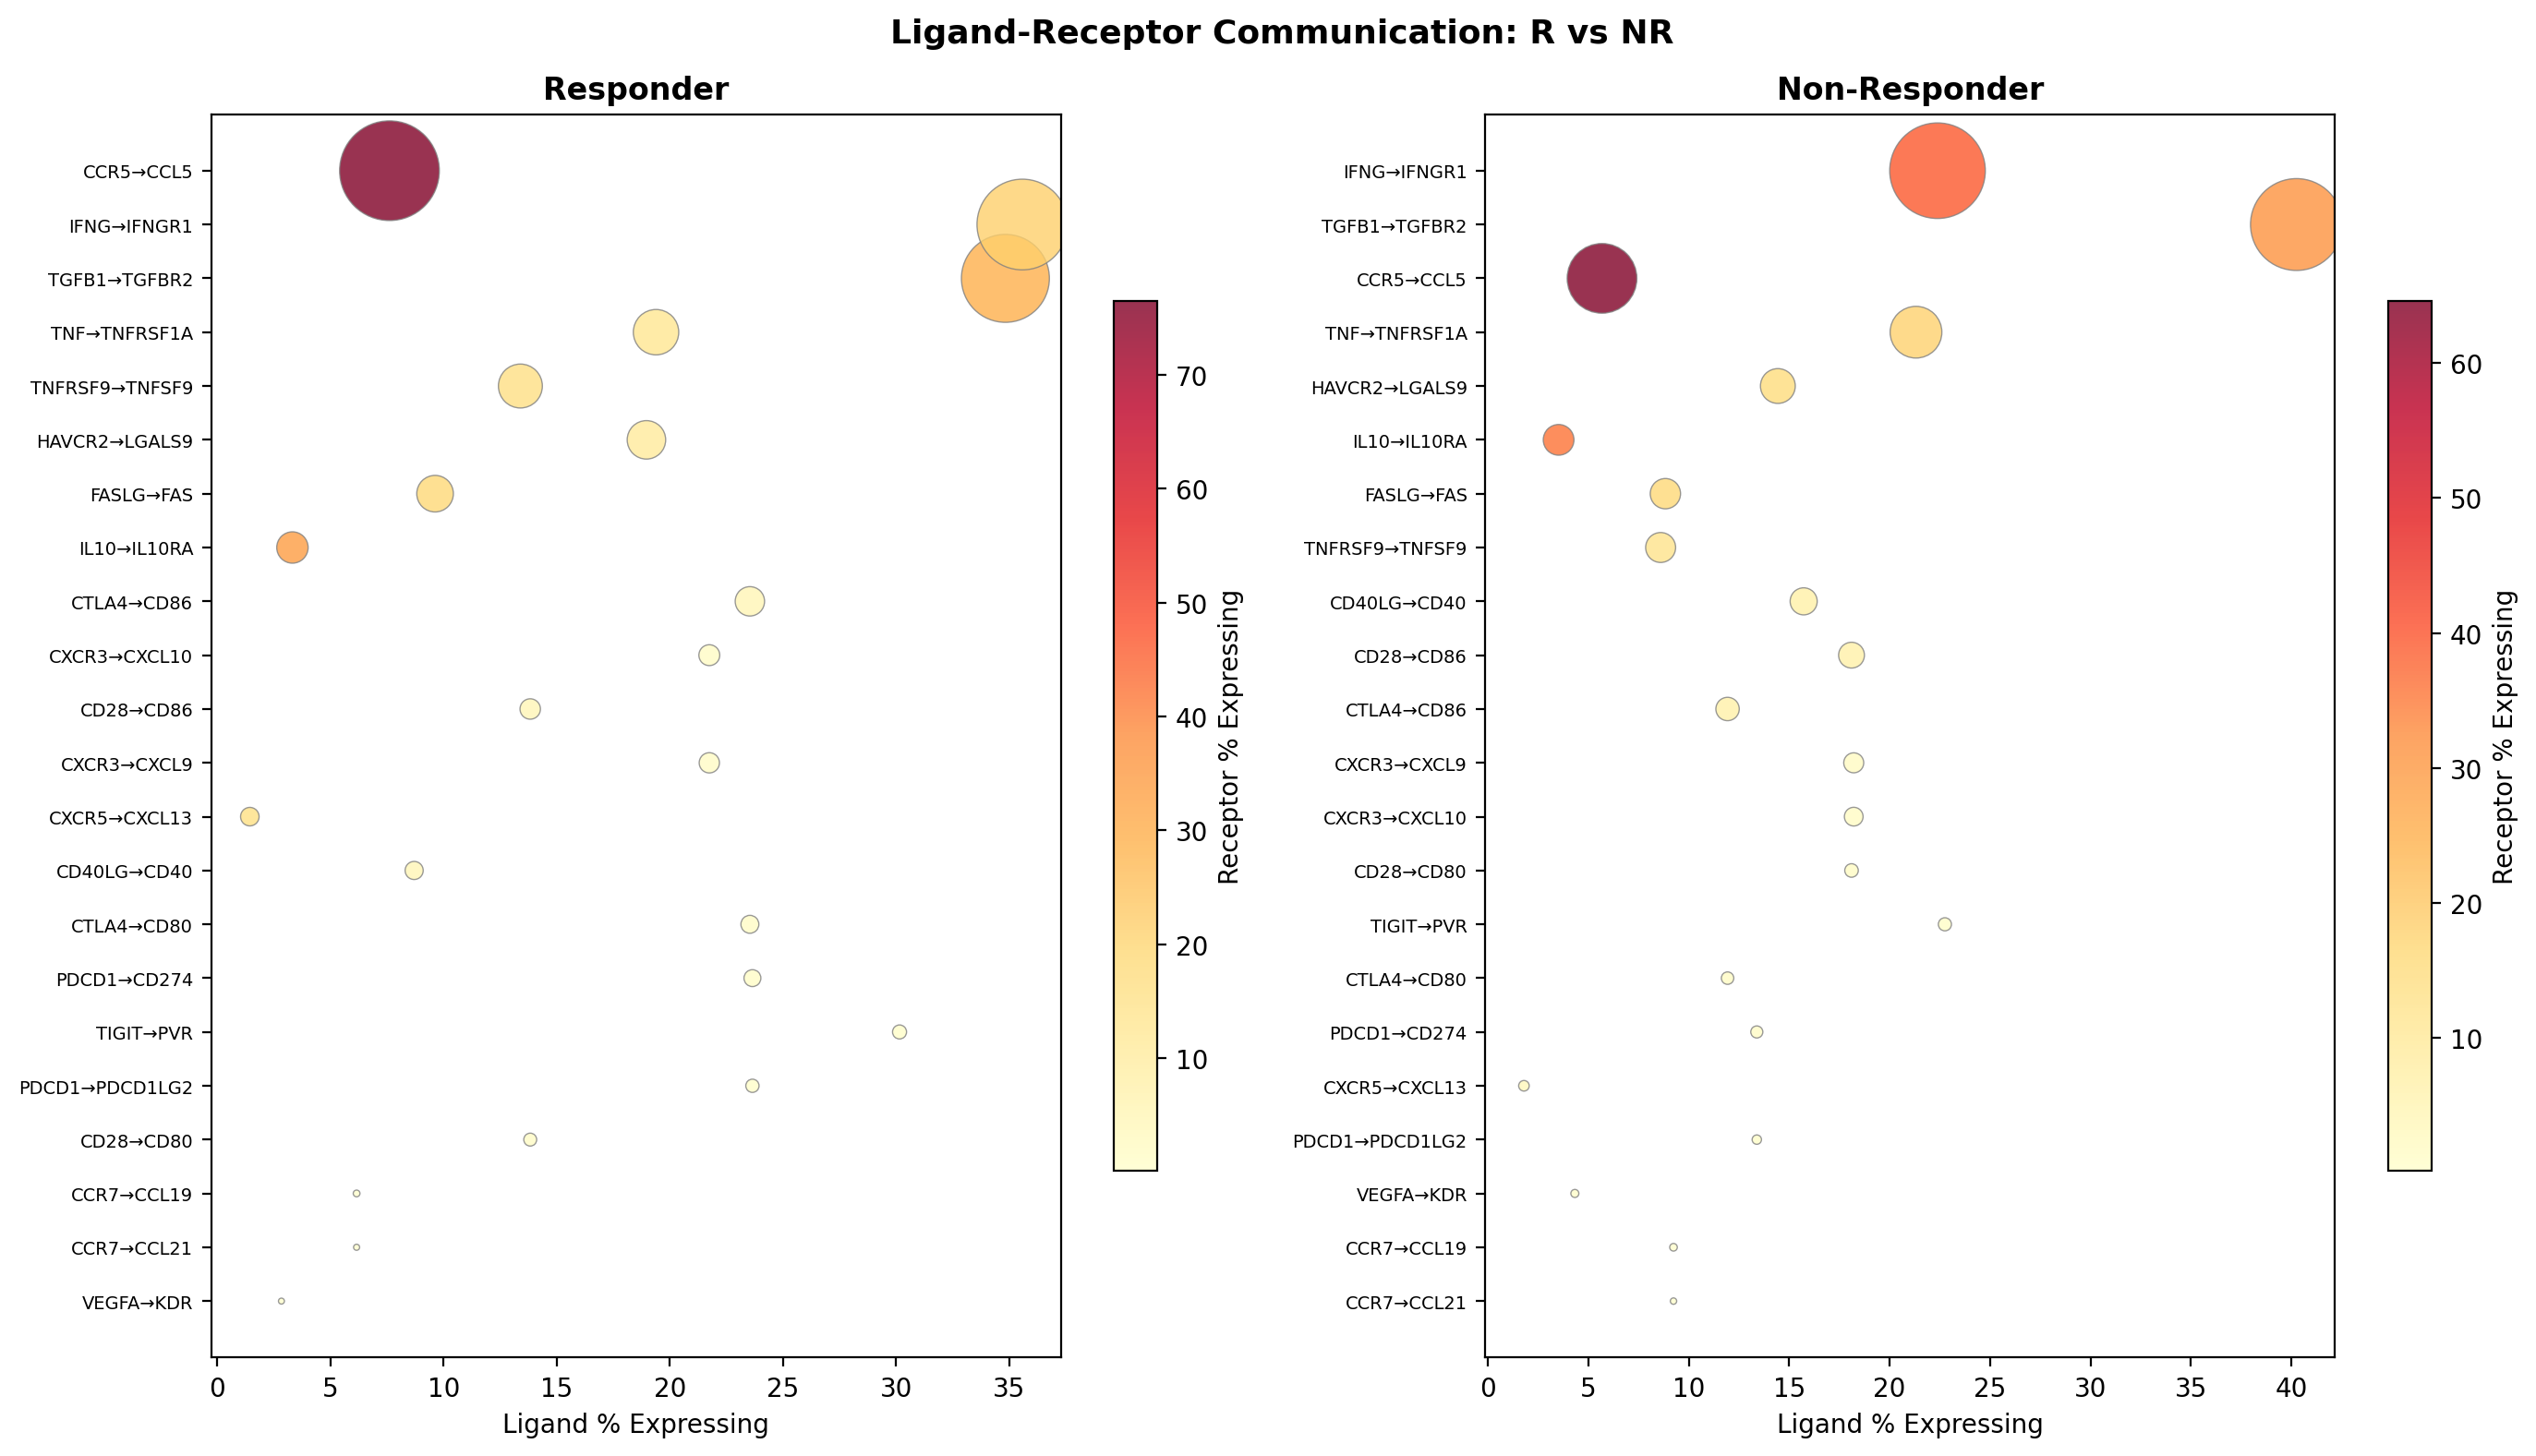 Ligand-Receptor Communication: R vs NR
Responder
CCR5→CCL5
IFNG→IFNGR1
TGFB1→TGFBR2
TNF→TNFRSF1A
TNFRSF9→TNFSF9
HAVCR2→LGALS9
FASLG→FAS
IL10→IL10RA
CTLA4→CD86
CXCR3→CXCL10
CD28→CD86
CXCR3→CXCL9
CXCR5→CXCL13
CD40LG→CD40
CTLA4→CD80
PDCD1→CD274
TIGIT→PVR
PDCD1→PDCD1LG2
CD28→CD80
CCR7→CCL19
CCR7→CCL21
VEGFA→KDR
0 5 10 15 20 25 30 35
Ligand % Expressing
70
60
50
40
30
20
10
Receptor % Expressing
Non-Responder
IFNG→IFNGR1
TGFB1→TGFBR2
CCR5→CCL5
TNF→TNFRSF1A
HAVCR2→LGALS9
IL10→IL10RA
FASLG→FAS
TNFRSF9→TNFSF9
CD40LG→CD40
CD28→CD86
CTLA4→CD86
CXCR3→CXCL9
CXCR3→CXCL10
CD28→CD80
TIGIT→PVR
CTLA4→CD80
PDCD1→CD274
CXCR5→CXCL13
PDCD1→PDCD1LG2
VEGFA→KDR
CCR7→CCL19
CCR7→CCL21
0 5 10 15 20 25 30 35 40
Ligand % Expressing
60
50
40
30
20
10
Receptor % Expressing